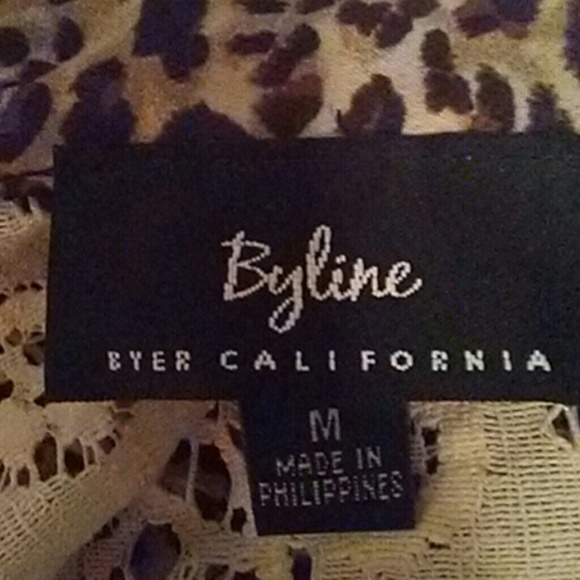 Byline
BYER CALIFORNIA
M
MADE IN
PHILIPPINES